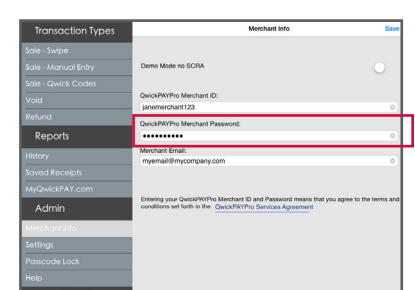 Transaction Types
Merchant Info
Save
Sale - Swipe
Sale - Manual Entry
Demo Mode no SCRA
Sale - Qwick Codes
Void
QwickPAYPro Merchant ID:
janemerchant123
Refund
QwickPAYPro Merchant Password:
••••••••••
Reports
History
Merchant Email:
myemail@mycompany.com
Saved Receipts
MyQwickPAY.com
Admin
Entering your QwickPAYPro Merchant ID and Password means that you agree to the terms and
conditions set forth in the QwickPAYPro Services Agreement
Merchant Info
Settings
Passcode Lock
Help